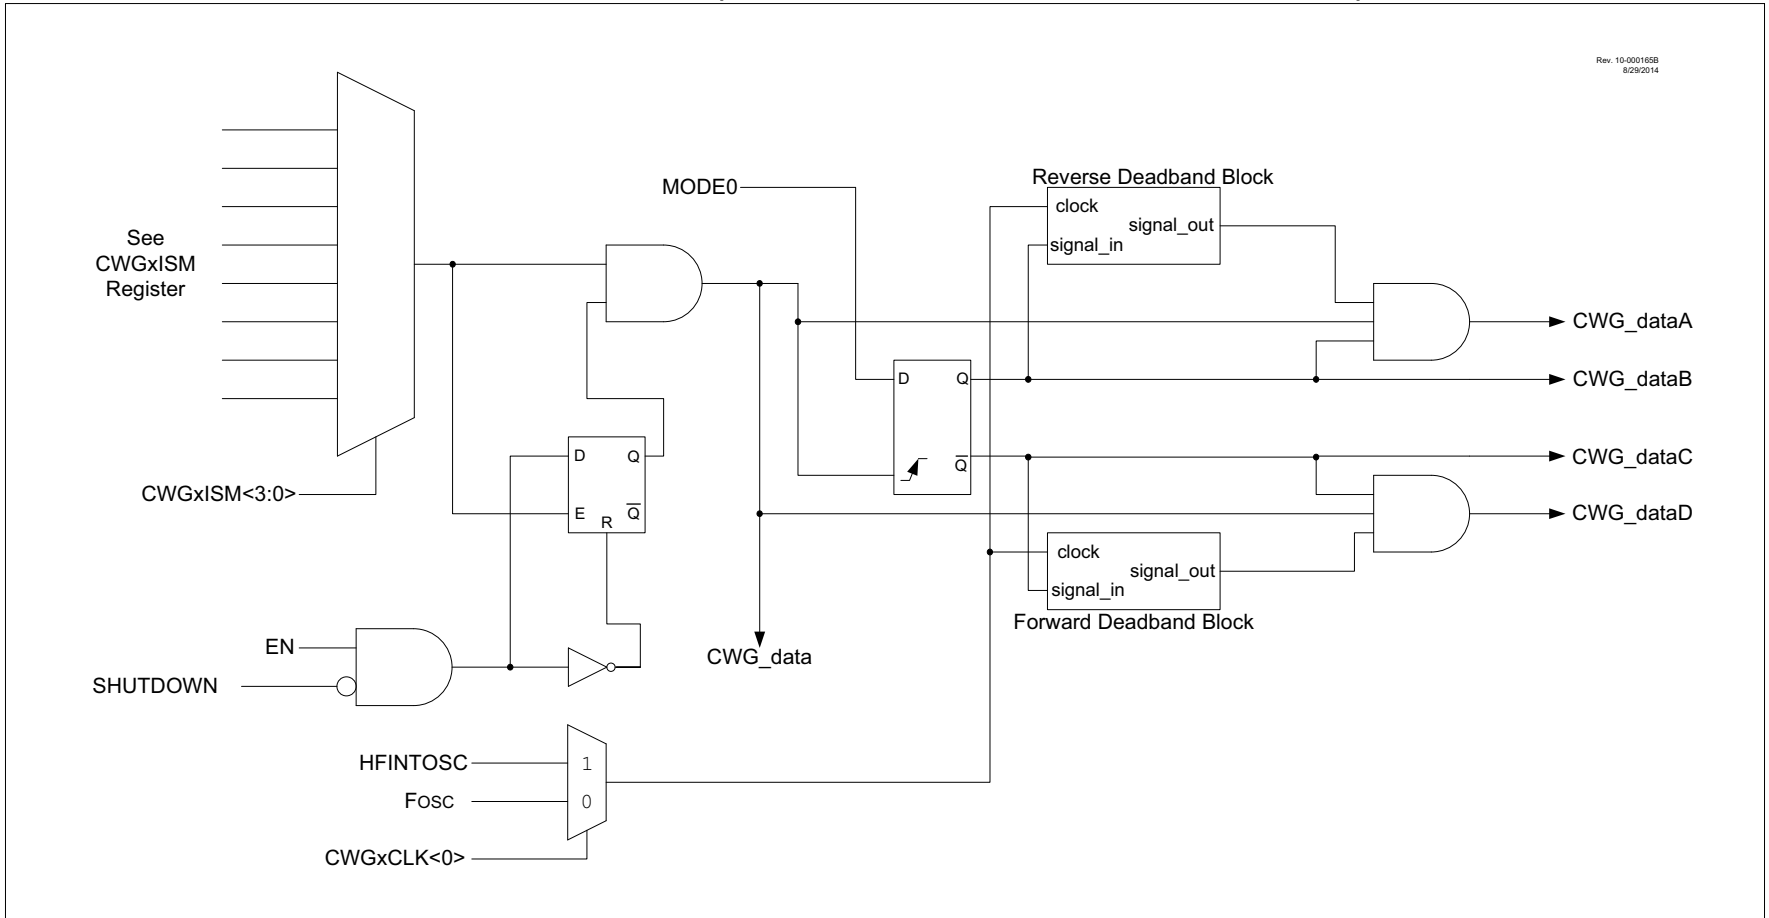 Rev. 10-000165B
8/29/2014
See
CWGxISM
Register
CWGxISM<3:0>
MODE0
Reverse Deadband Block
clock
signal_out
signal_in
CWG_dataA
D
Q
CWG_dataB
Q
CWG_dataC
D
Q
E
R
Q
CWG_dataD
clock
signal_out
signal_in
Forward Deadband Block
EN
SHUTDOWN
CWG_data
HFINTOSC
1
FOSC
0
CWGxCLK<0>